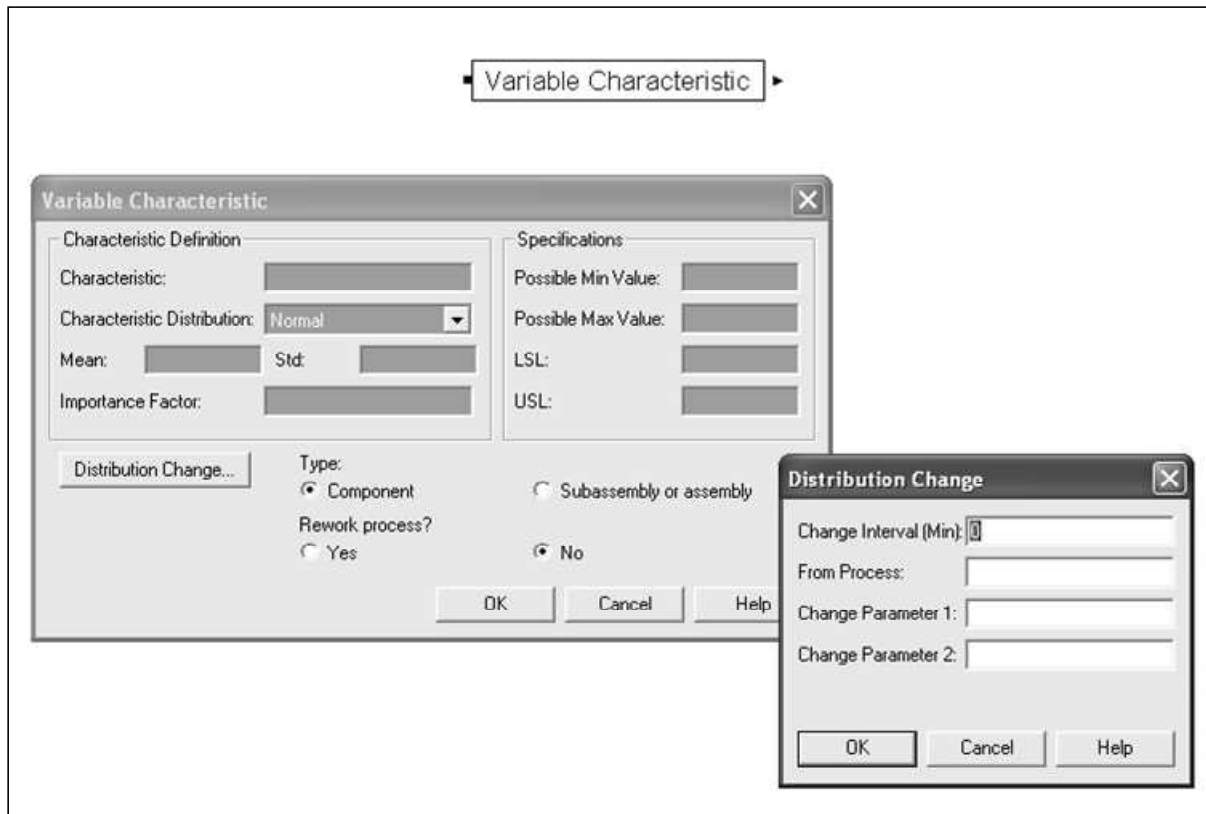 Variable Characteristic
Variable Characteristic
Characteristic Definition
Characteristic:
Characteristic Distribution: Normal
Mean: Std:
Importance Factor:
Specifications
Possible Min Value:
Possible Max Value:
LSL:
USL:
Distribution Change...
Type:
Component Subassembly or assembly
Rework process?
Yes No
OK Cancel Help
Distribution Change
Change Interval (Min): 0
From Process:
Change Parameter 1:
Change Parameter 2:
OK Cancel Help